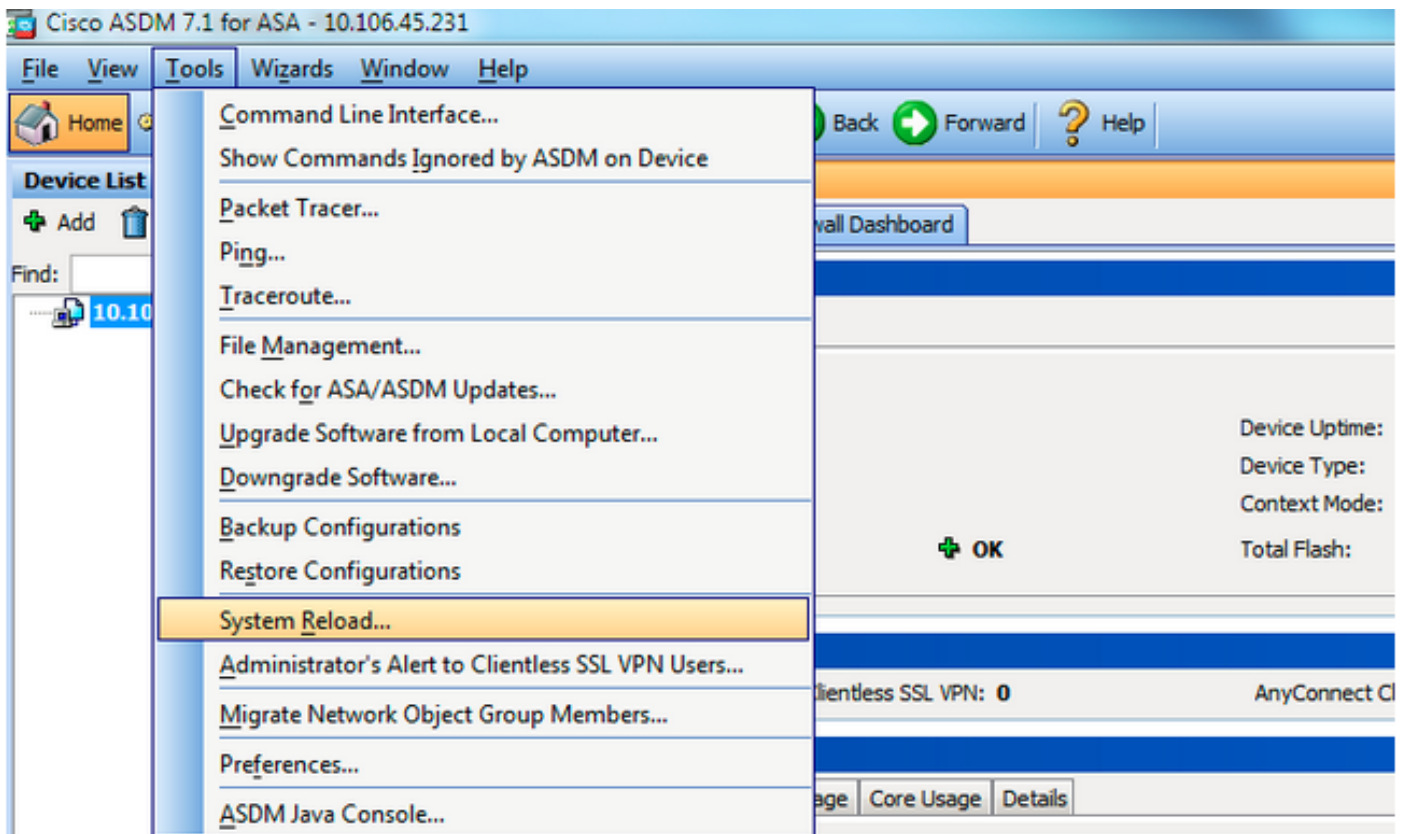 Cisco ASDM 7.1 for ASA - 10.106.45.231
File View Tools Wizards Window Help
Home
Back Forward Help
Command Line Interface...
Show Commands Ignored by ASDM on Device
Packet Tracer...
Ping...
Traceroute...
File Management...
Check for ASA/ASDM Updates...
Upgrade Software from Local Computer...
Downgrade Software...
Backup Configurations
Restore Configurations
System Reload...
Administrator's Alert to Clientless SSL VPN Users...
Migrate Network Object Group Members...
Preferences...
ASDM Java Console...
Device List
Add
Find:
10.10
Dashboard
Device Uptime:
Device Type:
Context Mode:
OK
Total Flash:
SSL VPN: 0
AnyConnect
Core Usage Details